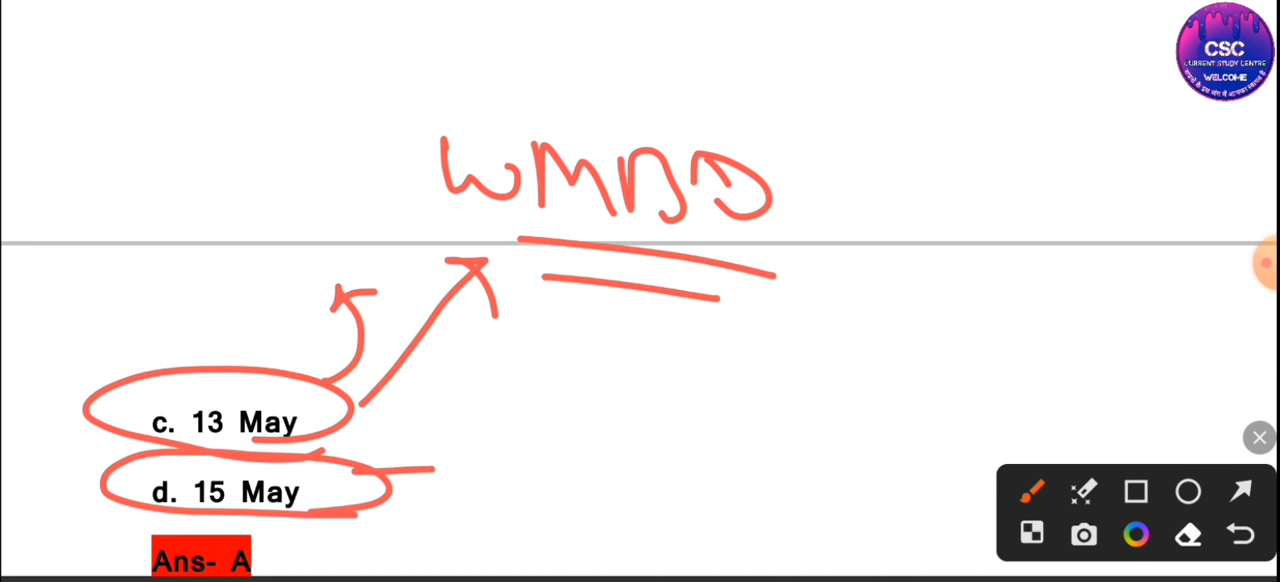 CSC
CURRENT STUDY CENTRE
WELCOME
WMBD
c. 13 May
d. 15 May
Ans- A